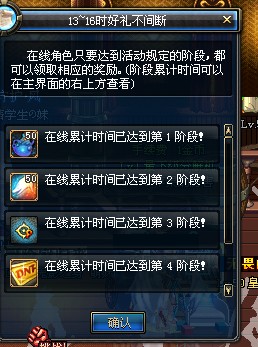 13~16时好礼不间断
在线角色只要达到活动规定的阶段，都
可以领取相应的奖励。(阶段累计时间可以
在主界面的右上方查看)
50
在线累计时间已达到第 1 阶段!
50
在线累计时间已达到第 2 阶段!
在线累计时间已达到第 3 阶段!
DNF
在线累计时间已达到第 4 阶段!
确认
Lv.